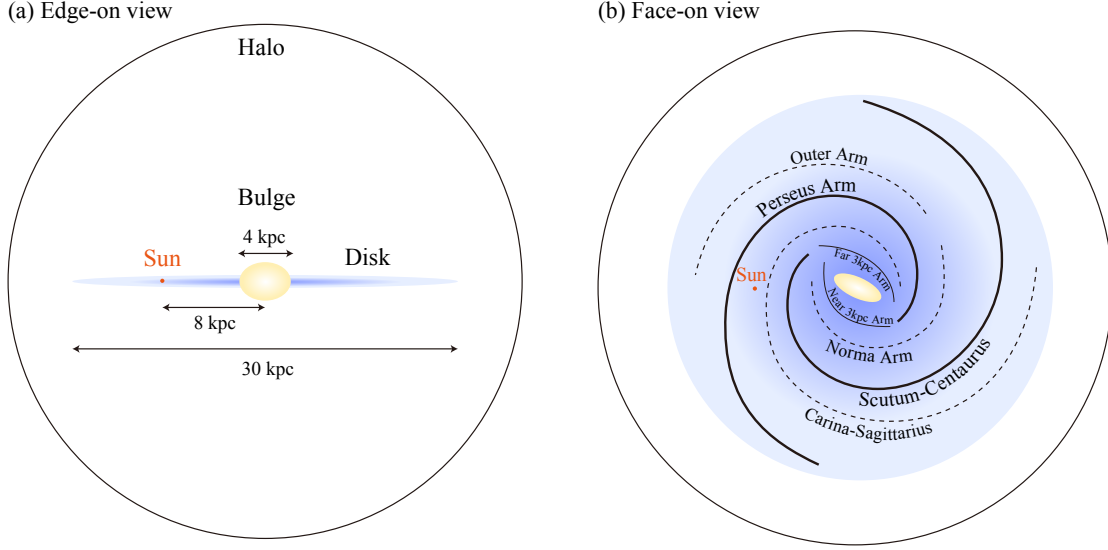 (a) Edge-on view
Halo
Bulge
4 kpc
Sun
Disk
8 kpc
30 kpc
(b) Face-on view
Outer Arm
Perseus Arm
Far 3kpc Arm
Sun
Near 3kpc Arm
Norma Arm
Scutum-Centaurus
Carina-Sagittarius